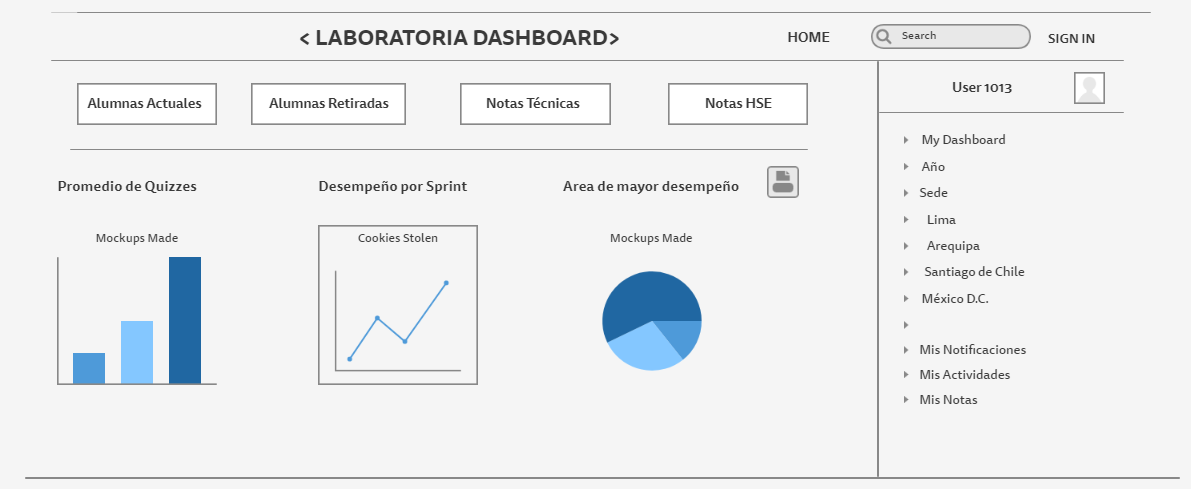 < LABORATORIA DASHBOARD>
HOME
Search
SIGN IN
Alumnas Actuales
Alumnas Retiradas
Notas Técnicas
Notas HSE
User 1013
Promedio de Quizzes
Desempeño por Sprint
Area de mayor desempeño
Mockups Made
Cookies Stolen
Mockups Made
My Dashboard
Año
Sede
Lima
Arequipa
Santiago de Chile
México D.C.
Mis Notificaciones
Mis Actividades
Mis Notas